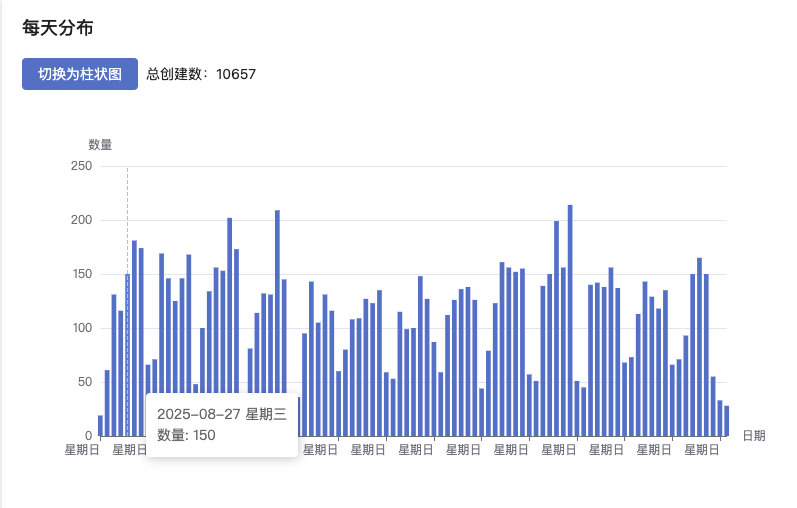 每天分布
切换为柱状图 总创建数：10657
数量
250
200
150
100
50
0
2025-08-27 星期三
数量: 150
星期日 星期日 星期日 星期日 星期日 星期日 星期日 星期日 星期日 星期日 星期日 日期